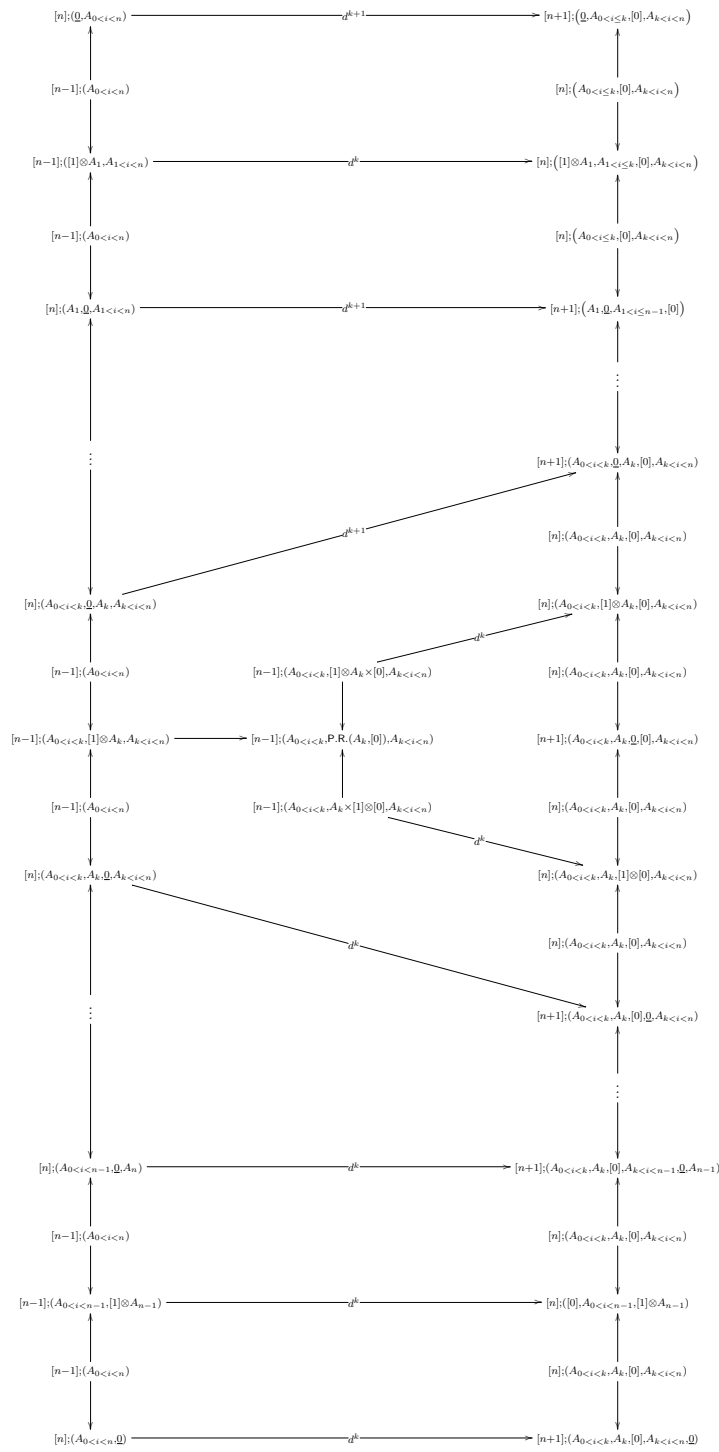 [n];(0̲,A_{0<i<n}) d^{k+1} [n+1];(0̲,A_{0<i≤k},[0],A_{k<i<n})
[n−1];(A_{0<i<n}) [n];(A_{0<i≤k},[0],A_{k<i<n})
[n−1];([1]⊗A_1,A_{1<i<n}) d^k [n];([1]⊗A_1,A_{1<i≤k},[0],A_{k<i<n})
[n−1];(A_{0<i<n}) [n];(A_{0<i≤k},[0],A_{k<i<n})
[n];(A_1,0̲,A_{1<i<n}) d^{k+1} [n+1];(A_1,0̲,A_{1<i≤n−1},[0])
⋮
[n+1];(A_{0<i<k},0̲,A_k,[0],A_{k<i<n})
⋮
d^{k+1} [n];(A_{0<i<k},A_k,[0],A_{k<i<n})
[n];(A_{0<i<k},0̲,A_k,A_{k<i<n}) [n];(A_{0<i<k},[1]⊗A_k,[0],A_{k<i<n})
d^k
[n−1];(A_{0<i<n}) [n−1];(A_{0<i<k},[1]⊗A_k×[0],A_{k<i<n}) [n];(A_{0<i<k},A_k,[0],A_{k<i<n})
[n−1];(A_{0<i<k},[1]⊗A_k,A_{k<i<n}) [n−1];(A_{0<i<k},P.R.(A_k,[0]),A_{k<i<n}) [n+1];(A_{0<i<k},A_k,0̲,[0],A_{k<i<n})
[n−1];(A_{0<i<n}) [n−1];(A_{0<i<k},A_k×[1]⊗[0],A_{k<i<n}) [n];(A_{0<i<k},A_k,[0],A_{k<i<n})
d^k
[n];(A_{0<i<k},A_k,0̲,A_{k<i<n}) [n];(A_{0<i<k},A_k,[1]⊗[0],A_{k<i<n})
d^k [n];(A_{0<i<k},A_k,[0],A_{k<i<n})
⋮ [n+1];(A_{0<i<k},A_k,[0],0̲,A_{k<i<n})
⋮
[n];(A_{0<i<n−1},0̲,A_n) d^k [n+1];(A_{0<i<k},A_k,[0],A_{k<i<n−1},0̲,A_{n−1})
[n−1];(A_{0<i<n}) [n];(A_{0<i<k},A_k,[0],A_{k<i<n})
[n−1];(A_{0<i<n−1},[1]⊗A_{n−1}) d^k [n];([0],A_{0<i<n−1},[1]⊗A_{n−1})
[n−1];(A_{0<i<n}) [n];(A_{0<i<k},A_k,[0],A_{k<i<n})
[n];(A_{0<i<n},0̲) d^k [n+1];(A_{0<i<k},A_k,[0],A_{k<i<n},0̲)